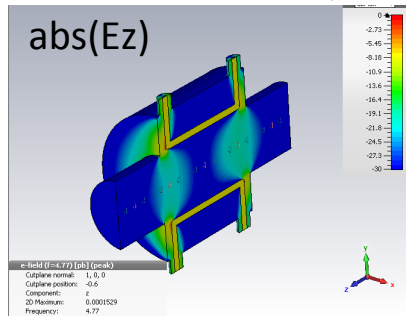 abs(Ez)
0
-2.73
-5.45
-8.18
-10.9
-13.6
-16.4
-19.1
-21.8
-24.5
-27.3
-30
y
z
x
e-field (f=4.77) [pb] (peak)
Cutplane normal: 1, 0, 0
Cutplane position: -0.6
Component: z
2D Maximum: 0.0001529
Frequency: 4.77